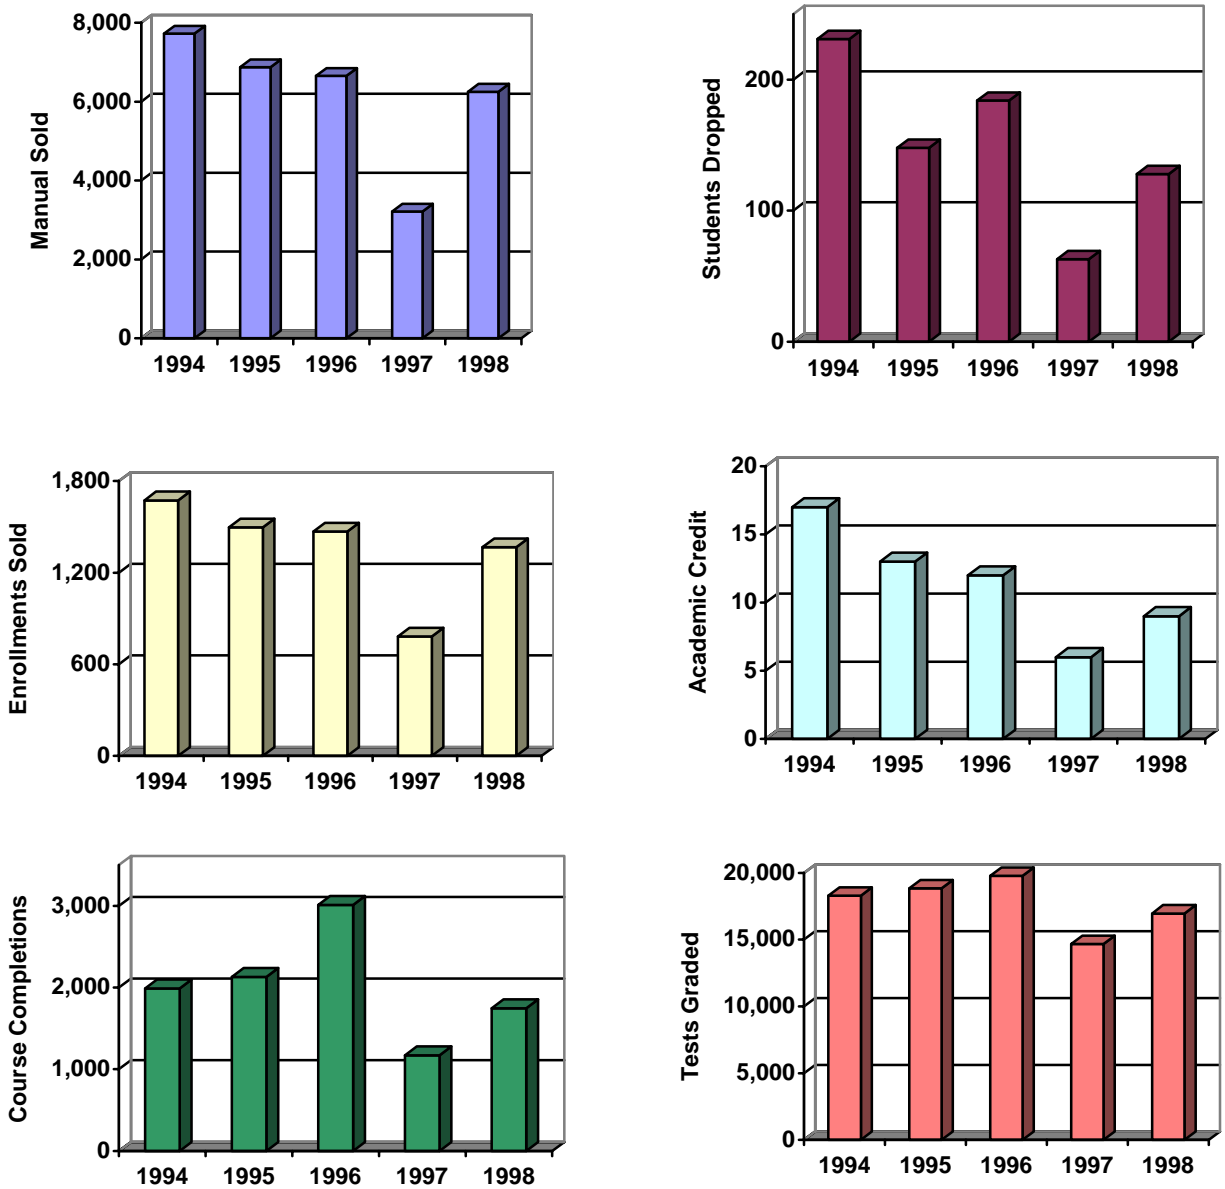 Manual Sold
8,000
6,000
4,000
2,000
0
1994 1995 1996 1997 1998
Students Dropped
200
100
0
1994 1995 1996 1997 1998
Enrollments Sold
1,800
1,200
600
0
1994 1995 1996 1997 1998
Academic Credit
20
15
10
5
0
1994 1995 1996 1997 1998
Course Completions
3,000
2,000
1,000
0
1994 1995 1996 1997 1998
Tests Graded
20,000
15,000
10,000
5,000
0
1994 1995 1996 1997 1998